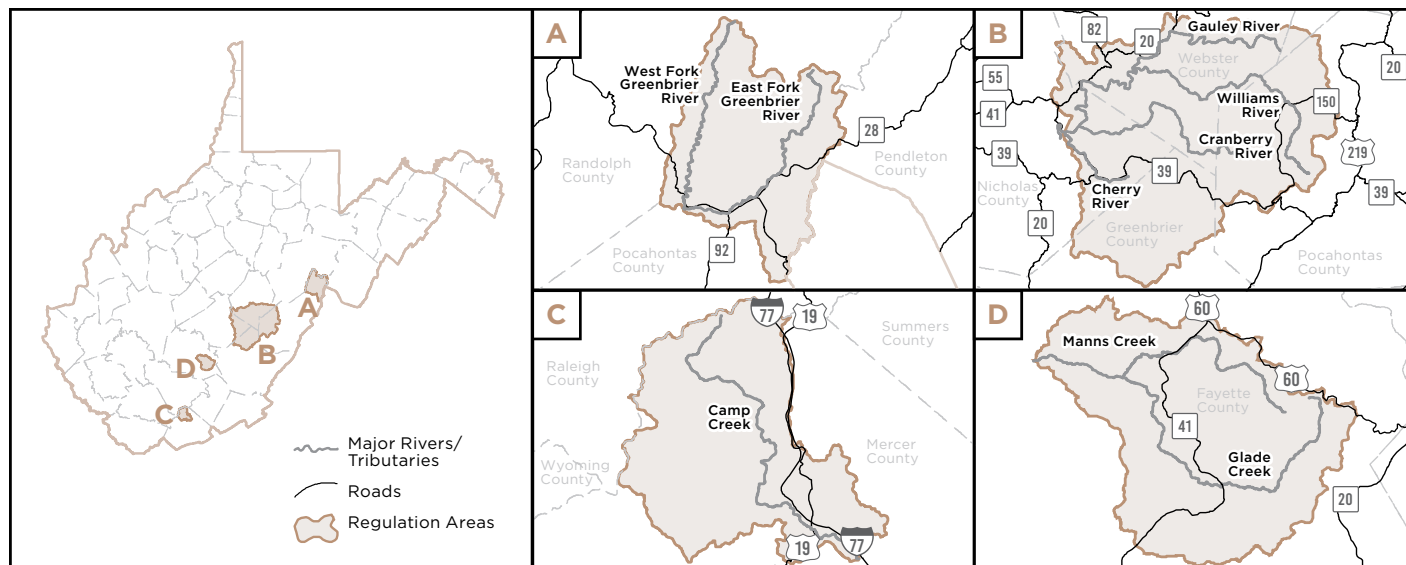 A
B
D
C
Major Rivers/
Tributaries
Roads
Regulation Areas
A
West Fork
Greenbrier
River
East Fork
Greenbrier
River
28
Randolph
County
Pendleton
County
92
Pocahontas
County
B
82
20
Gauley River
Webster
County
20
55
41
Williams
River
150
Cranberry
River
39
219
39
Nicholas
County
Cherry
River
39
20
Greenbrier
County
Pocahontas
County
C
77
19
Summers
County
Raleigh
County
Camp
Creek
Mercer
County
Wyoming
County
19
77
D
60
Manns Creek
60
Fayette
County
41
Glade
Creek
20